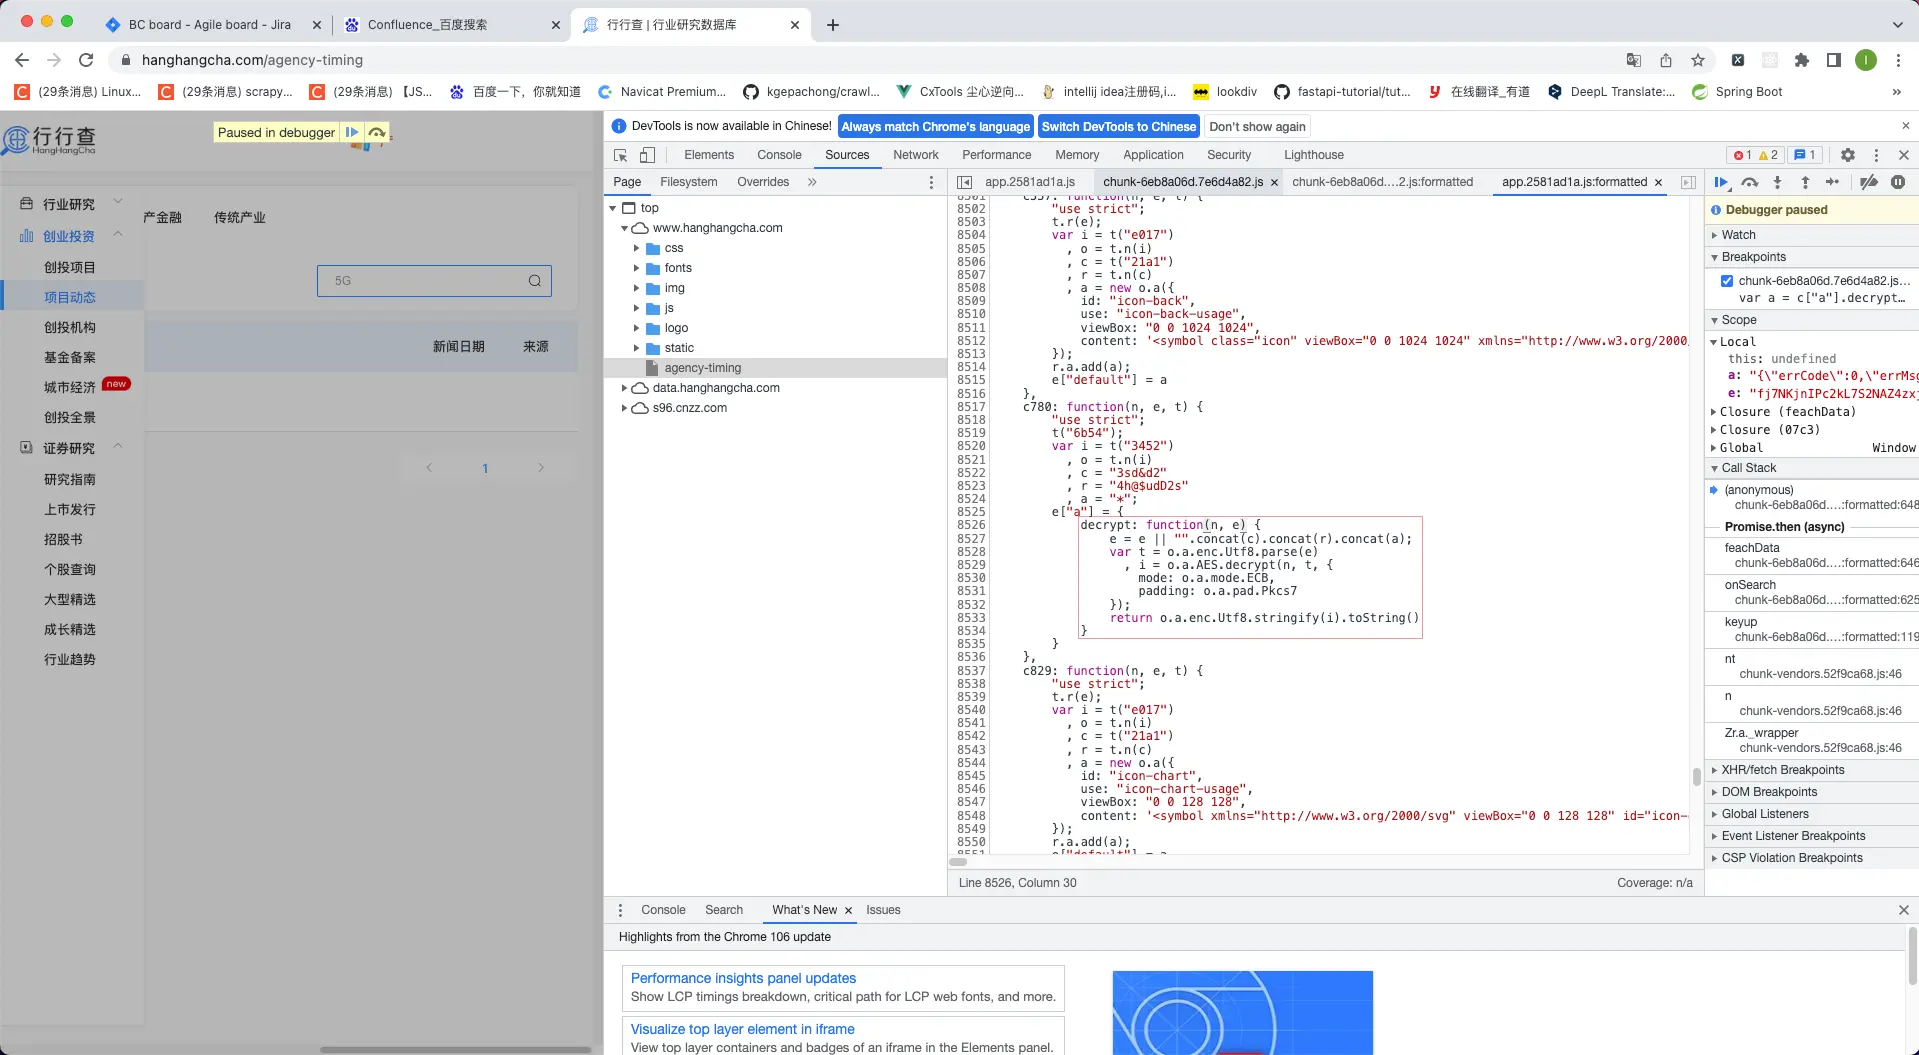 BC board - Agile board - Jira
Confluence_百度搜索
行行查 | 行业研究数据库
hanghangcha.com/agency-timing
(29条消息) Linux...
(29条消息) scrapy...
(29条消息) 【JS...
百度一下，你就知道
Navicat Premium...
kgepachong/crawl...
CxTools 尘心逆向...
intellij idea注册码,i...
lookdiv
fastapi-tutorial/tut...
在线翻译_有道
DeepL Translate:...
Spring Boot
»
行行查
HangHangCha
Paused in debugger
行业研究
创业投资
创投项目
项目动态
创投机构
基金备案
城市经济 new
创投全景
证券研究
研究指南
上市发行
招股书
个股查询
大型精选
成长精选
行业趋势
产金融 传统产业
5G
新闻日期 来源
1
DevTools is now available in Chinese! Always match Chrome's language Switch DevTools to Chinese Don't show again
Elements Console Sources Network Performance Memory Application Security Lighthouse
1 2 1
Page Filesystem Overrides »
top
www.hanghangcha.com
css
fonts
img
js
logo
static
agency-timing
data.hanghangcha.com
s96.cnzz.com
app.2581ad1a.js chunk-6eb8a06d.7e6d4a82.js chunk-6eb8a06d....2.js:formatted app.2581ad1a.js:formatted
8502 "use strict";
8503 t.r(e);
8504 var i = t("e017")
8505 , o = t.n(i)
8506 , c = t("21a1")
8507 , r = t.n(c)
8508 , a = new o.a({
8509 id: "icon-back",
8510 use: "icon-back-usage",
8511 viewBox: "0 0 1024 1024",
8512 content: '<symbol class="icon" viewBox="0 0 1024 1024" xmlns="http://www.w3.org/2000/
8513 });
8514 r.a.add(a);
8515 e["default"] = a
8516 },
8517 c780: function(n, e, t) {
8518 "use strict";
8519 t("6b54");
8520 var i = t("3452")
8521 , o = t.n(i)
8522 , c = "3sd&d2"
8523 , r = "4h@$udD2s"
8524 , a = "*";
8525 e["a"] = {
8526 decrypt: function(n, e) {
8527 e = e || "".concat(c).concat(r).concat(a);
8528 var t = o.a.enc.Utf8.parse(e)
8529 , i = o.a.AES.decrypt(n, t, {
8530 mode: o.a.mode.ECB,
8531 padding: o.a.pad.Pkcs7
8532 });
8533 return o.a.enc.Utf8.stringify(i).toString()
8534 }
8535 }
8536 },
8537 c829: function(n, e, t) {
8538 "use strict";
8539 t.r(e);
8540 var i = t("e017")
8541 , o = t.n(i)
8542 , c = t("21a1")
8543 , r = t.n(c)
8544 , a = new o.a({
8545 id: "icon-chart",
8546 use: "icon-chart-usage",
8547 viewBox: "0 0 128 128",
8548 content: '<symbol xmlns="http://www.w3.org/2000/svg" viewBox="0 0 128 128" id="icon-
8549 });
8550 r.a.add(a);
Line 8526, Column 30
Coverage: n/a
Debugger paused
Watch
Breakpoints
chunk-6eb8a06d.7e6d4a82.js...
var a = c["a"].decrypt…
Scope
Local
this: undefined
a: "{\"errCode\":0,\"errMsg
e: "fj7NKjnIPc2kL7S2NAZ4zxj
Closure (feachData)
Closure (07c3)
Global Window
Call Stack
(anonymous)
chunk-6eb8a06d....:formatted:648
Promise.then (async)
feachData
chunk-6eb8a06d....:formatted:646
onSearch
chunk-6eb8a06d....:formatted:625
keyup
chunk-6eb8a06d....:formatted:119
nt
chunk-vendors.52f9ca68.js:46
n
chunk-vendors.52f9ca68.js:46
Zr.a._wrapper
chunk-vendors.52f9ca68.js:46
XHR/fetch Breakpoints
DOM Breakpoints
Global Listeners
Event Listener Breakpoints
CSP Violation Breakpoints
Console Search What's New Issues
Highlights from the Chrome 106 update
Performance insights panel updates
Show LCP timings breakdown, critical path for LCP web fonts, and more.
Visualize top layer element in iframe
View top layer containers and badges of an iframe in the Elements panel.